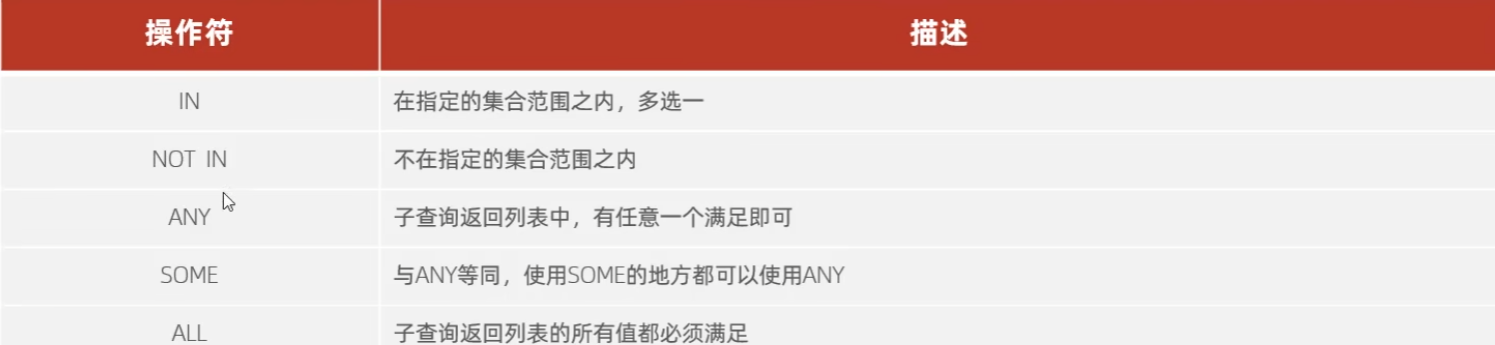 操作符 描述
IN 在指定的集合范围之内，多选一
NOT IN 不在指定的集合范围之内
ANY 子查询返回列表中，有任意一个满足即可
SOME 与ANY等同，使用SOME的地方都可以使用ANY
ALL 子查询返回列表的所有值都必须满足